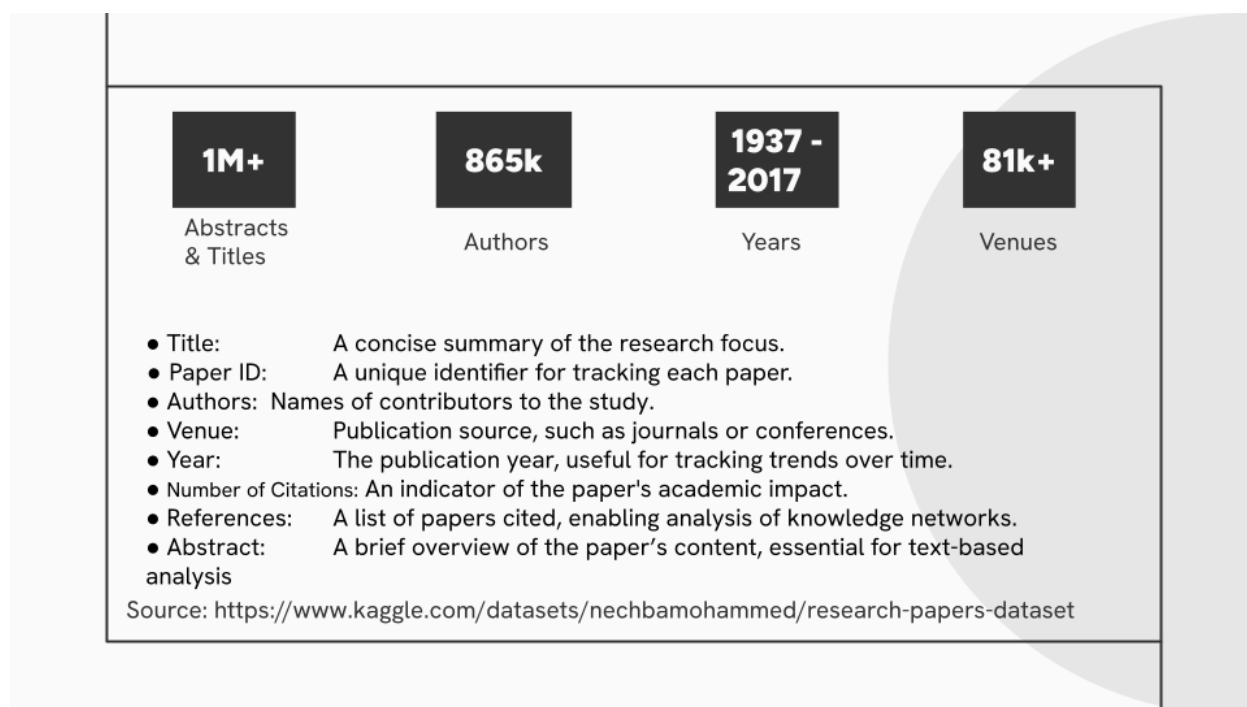 1M+
865k
1937 -
2017
81k+
Abstracts
& Titles
Authors
Years
Venues
● Title: A concise summary of the research focus.
● Paper ID: A unique identifier for tracking each paper.
● Authors: Names of contributors to the study.
● Venue: Publication source, such as journals or conferences.
● Year: The publication year, useful for tracking trends over time.
● Number of Citations: An indicator of the paper's academic impact.
● References: A list of papers cited, enabling analysis of knowledge networks.
● Abstract: A brief overview of the paper’s content, essential for text-based
analysis
Source: https://www.kaggle.com/datasets/nechbamohammed/research-papers-dataset